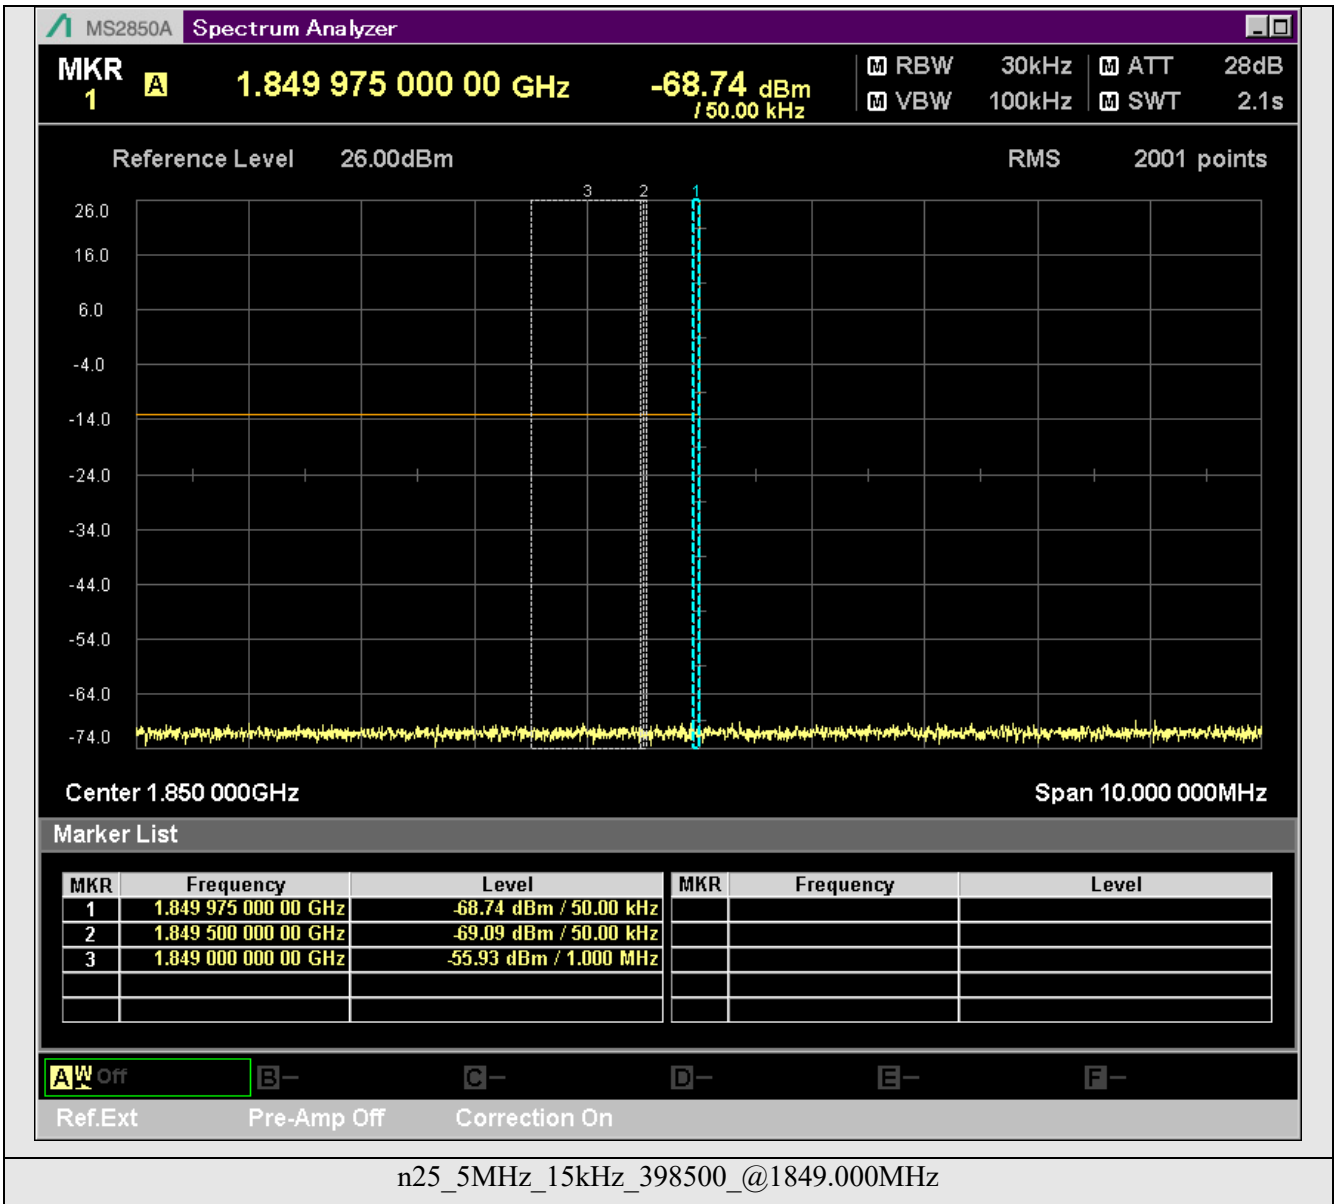 MS2850A Spectrum Analyzer
MKR 1 A 1.849 975 000 00 GHz -68.74 dBm / 50.00 kHz
M RBW 30kHz M ATT 28dB
M VBW 100kHz M SWT 2.1s
Reference Level 26.00dBm RMS 2001 points
3 2 1
26.0
16.0
6.0
-4.0
-14.0
-24.0
-34.0
-44.0
-54.0
-64.0
-74.0
Center 1.850 000GHz Span 10.000 000MHz
Marker List
MKR Frequency Level MKR Frequency Level
1 1.849 975 000 00 GHz -68.74 dBm / 50.00 kHz
2 1.849 500 000 00 GHz -69.09 dBm / 50.00 kHz
3 1.849 000 000 00 GHz -55.93 dBm / 1.000 MHz
A W Off B– C– D– E– F–
Ref.Ext Pre-Amp Off Correction On
n25_5MHz_15kHz_398500_@1849.000MHz